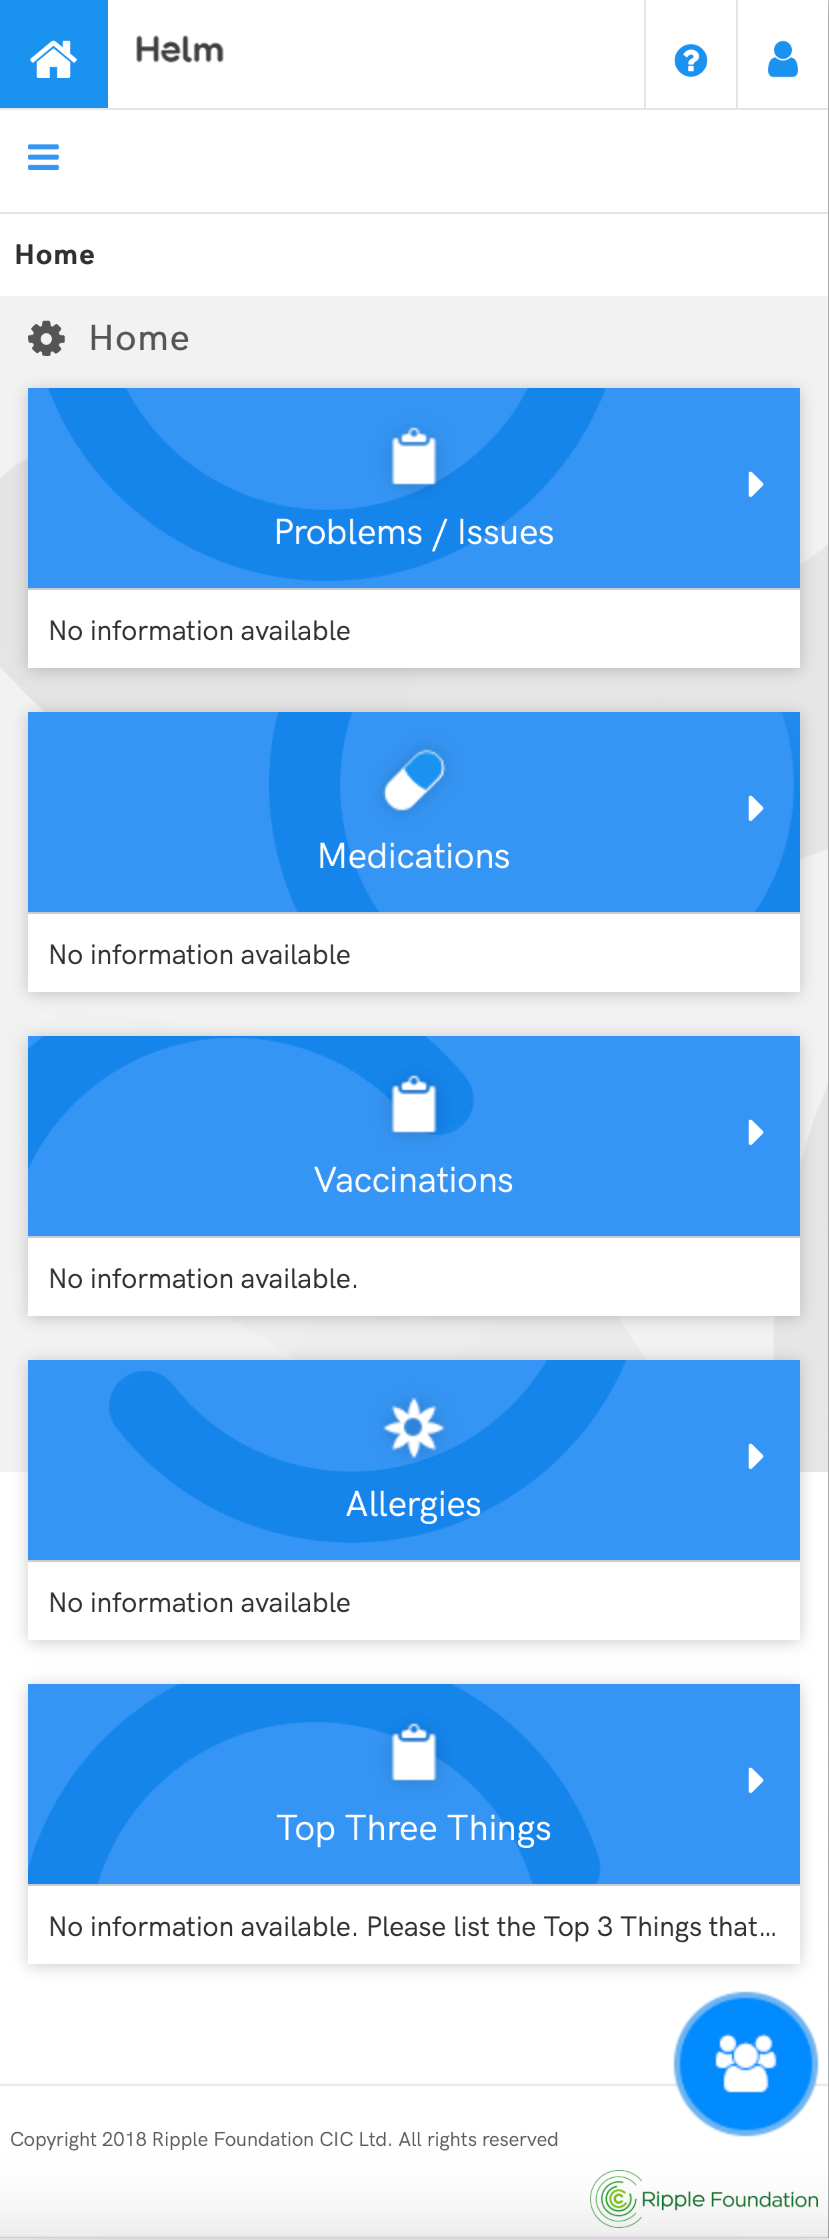 Helm
Home
Home
Problems / Issues
No information available
Medications
No information available
Vaccinations
No information available.
Allergies
No information available
Top Three Things
No information available. Please list the Top 3 Things that...
Copyright 2018 Ripple Foundation CIC Ltd. All rights reserved
Ripple Foundation